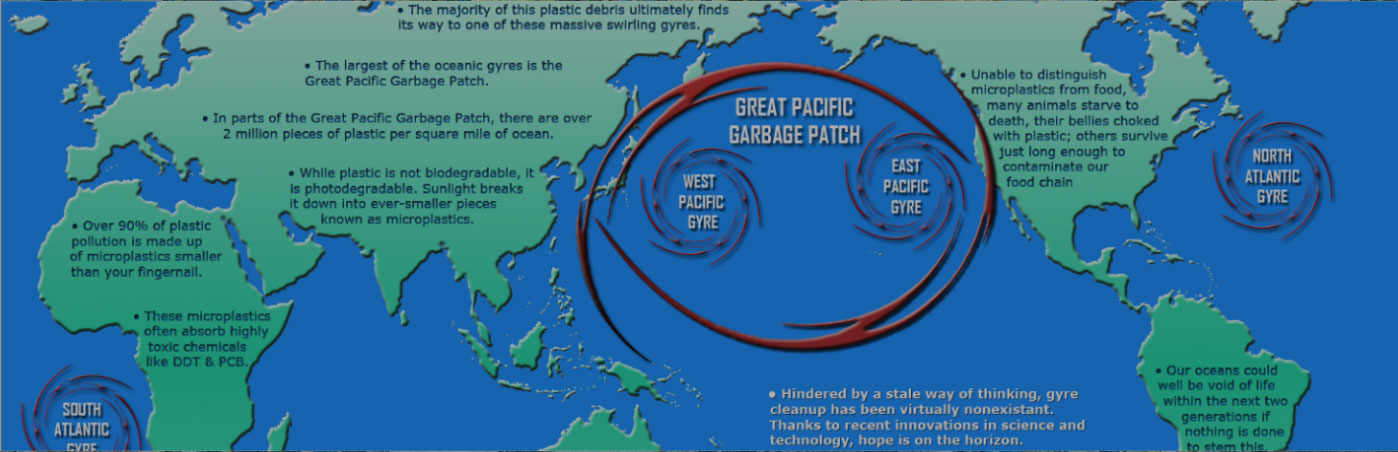 • The majority of this plastic debris ultimately finds
its way to one of these massive swirling gyres.
• The largest of the oceanic gyres is the
Great Pacific Garbage Patch.
• In parts of the Great Pacific Garbage Patch, there are over
2 million pieces of plastic per square mile of ocean.
• While plastic is not biodegradable, it
is photodegradable. Sunlight breaks
it down into ever-smaller pieces
known as microplastics.
• Over 90% of plastic
pollution is made up
of microplastics smaller
than your fingernail.
• These microplastics
often absorb highly
toxic chemicals
like DDT & PCB.
SOUTH
ATLANTIC
GYRE
GREAT PACIFIC
GARBAGE PATCH
WEST
PACIFIC
GYRE
EAST
PACIFIC
GYRE
• Unable to distinguish
microplastics from food,
many animals starve to
death, their bellies choked
with plastic; others survive
just long enough to
contaminate our
food chain
NORTH
ATLANTIC
GYRE
• Hindered by a stale way of thinking, gyre
cleanup has been virtually nonexistant.
Thanks to recent innovations in science and
technology, hope is on the horizon.
• Our oceans could
well be void of life
within the next two
generations if
nothing is done
to stem this.